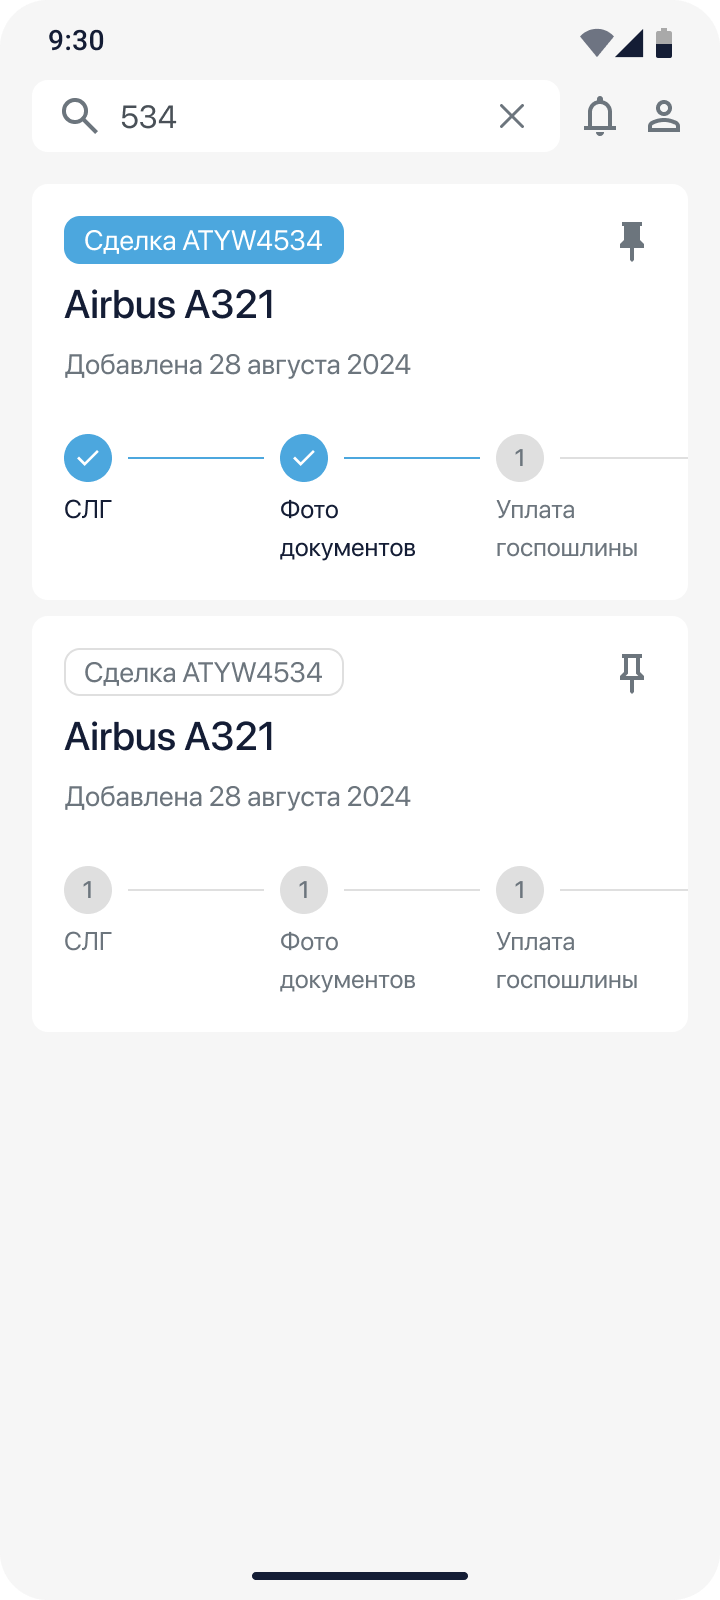 9:30
534
Сделка ATYW4534
Airbus A321
Добавлена 28 августа 2024
1
СЛГ
Фото
документов
Уплата
госпошлины
Сделка ATYW4534
Airbus A321
Добавлена 28 августа 2024
1 1 1
СЛГ
Фото
документов
Уплата
госпошлины